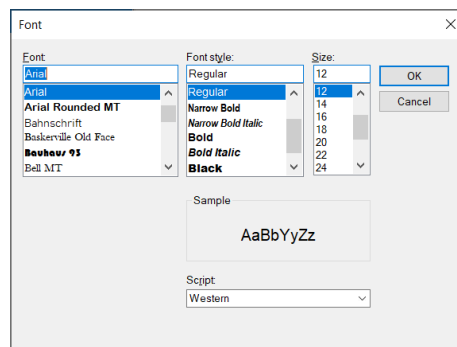 Font
Font:
Arial
Arial
Arial Rounded MT
Bahnschrift
Baskerville Old Face
Bauhaus 93
Bell MT
Font style:
Regular
Regular
Narrow Bold
Narrow Bold Italic
Bold
Bold Italic
Black
Size:
12
12
14
16
18
20
22
24
OK
Cancel
Sample
AaBbYyZz
Script:
Western